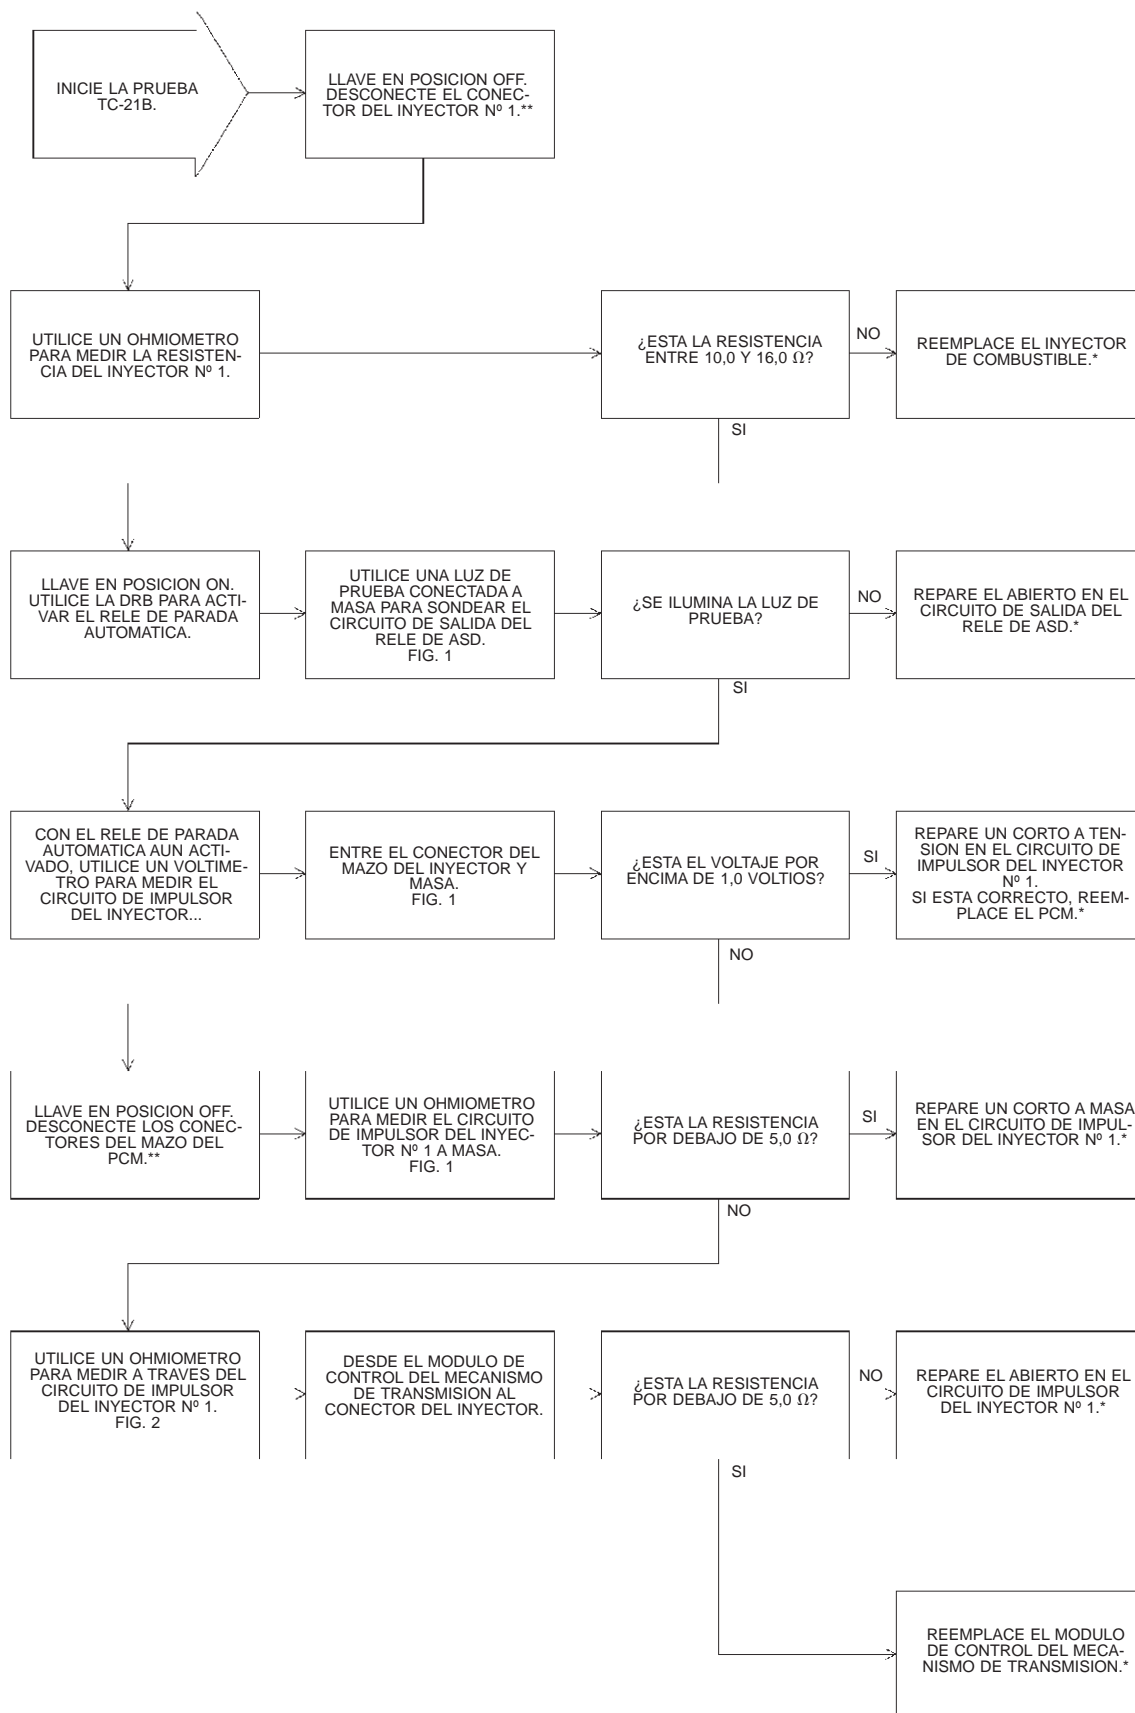 INICIE LA PRUEBA
TC-21B.
LLAVE EN POSICION OFF.
DESCONECTE EL CONEC-
TOR DEL INYECTOR Nº 1.**
UTILICE UN OHMIOMETRO
PARA MEDIR LA RESISTEN-
CIA DEL INYECTOR Nº 1.
¿ESTA LA RESISTENCIA
ENTRE 10,0 Y 16,0 Ω?
NO
REEMPLACE EL INYECTOR
DE COMBUSTIBLE.*
SI
LLAVE EN POSICION ON.
UTILICE LA DRB PARA ACTI-
VAR EL RELE DE PARADA
AUTOMATICA.
UTILICE UNA LUZ DE
PRUEBA CONECTADA A
MASA PARA SONDEAR EL
CIRCUITO DE SALIDA DEL
RELE DE ASD.
FIG. 1
¿SE ILUMINA LA LUZ DE
PRUEBA?
NO
REPARE EL ABIERTO EN EL
CIRCUITO DE SALIDA DEL
RELE DE ASD.*
SI
CON EL RELE DE PARADA
AUTOMATICA AUN ACTI-
VADO, UTILICE UN VOLTIME-
TRO PARA MEDIR EL
CIRCUITO DE IMPULSOR
DEL INYECTOR...
ENTRE EL CONECTOR DEL
MAZO DEL INYECTOR Y
MASA.
FIG. 1
¿ESTA EL VOLTAJE POR
ENCIMA DE 1,0 VOLTIOS?
SI
REPARE UN CORTO A TEN-
SION EN EL CIRCUITO DE
IMPULSOR DEL INYECTOR
Nº 1.
SI ESTA CORRECTO, REEM-
PLACE EL PCM.*
NO
LLAVE EN POSICION OFF.
DESCONECTE LOS CONEC-
TORES DEL MAZO DEL
PCM.**
UTILICE UN OHMIOMETRO
PARA MEDIR EL CIRCUITO
DE IMPULSOR DEL INYEC-
TOR Nº 1 A MASA.
FIG. 1
¿ESTA LA RESISTENCIA
POR DEBAJO DE 5,0 Ω?
SI
REPARE UN CORTO A MASA
EN EL CIRCUITO DE IMPUL-
SOR DEL INYECTOR Nº 1.*
NO
UTILICE UN OHMIOMETRO
PARA MEDIR A TRAVES DEL
CIRCUITO DE IMPULSOR
DEL INYECTOR Nº 1.
FIG. 2
DESDE EL MODULO DE
CONTROL DEL MECANISMO
DE TRANSMISION AL
CONECTOR DEL INYECTOR.
¿ESTA LA RESISTENCIA
POR DEBAJO DE 5,0 Ω?
NO
REPARE EL ABIERTO EN EL
CIRCUITO DE IMPULSOR
DEL INYECTOR Nº 1.*
SI
REEMPLACE EL MODULO
DE CONTROL DEL MECA-
NISMO DE TRANSMISION.*